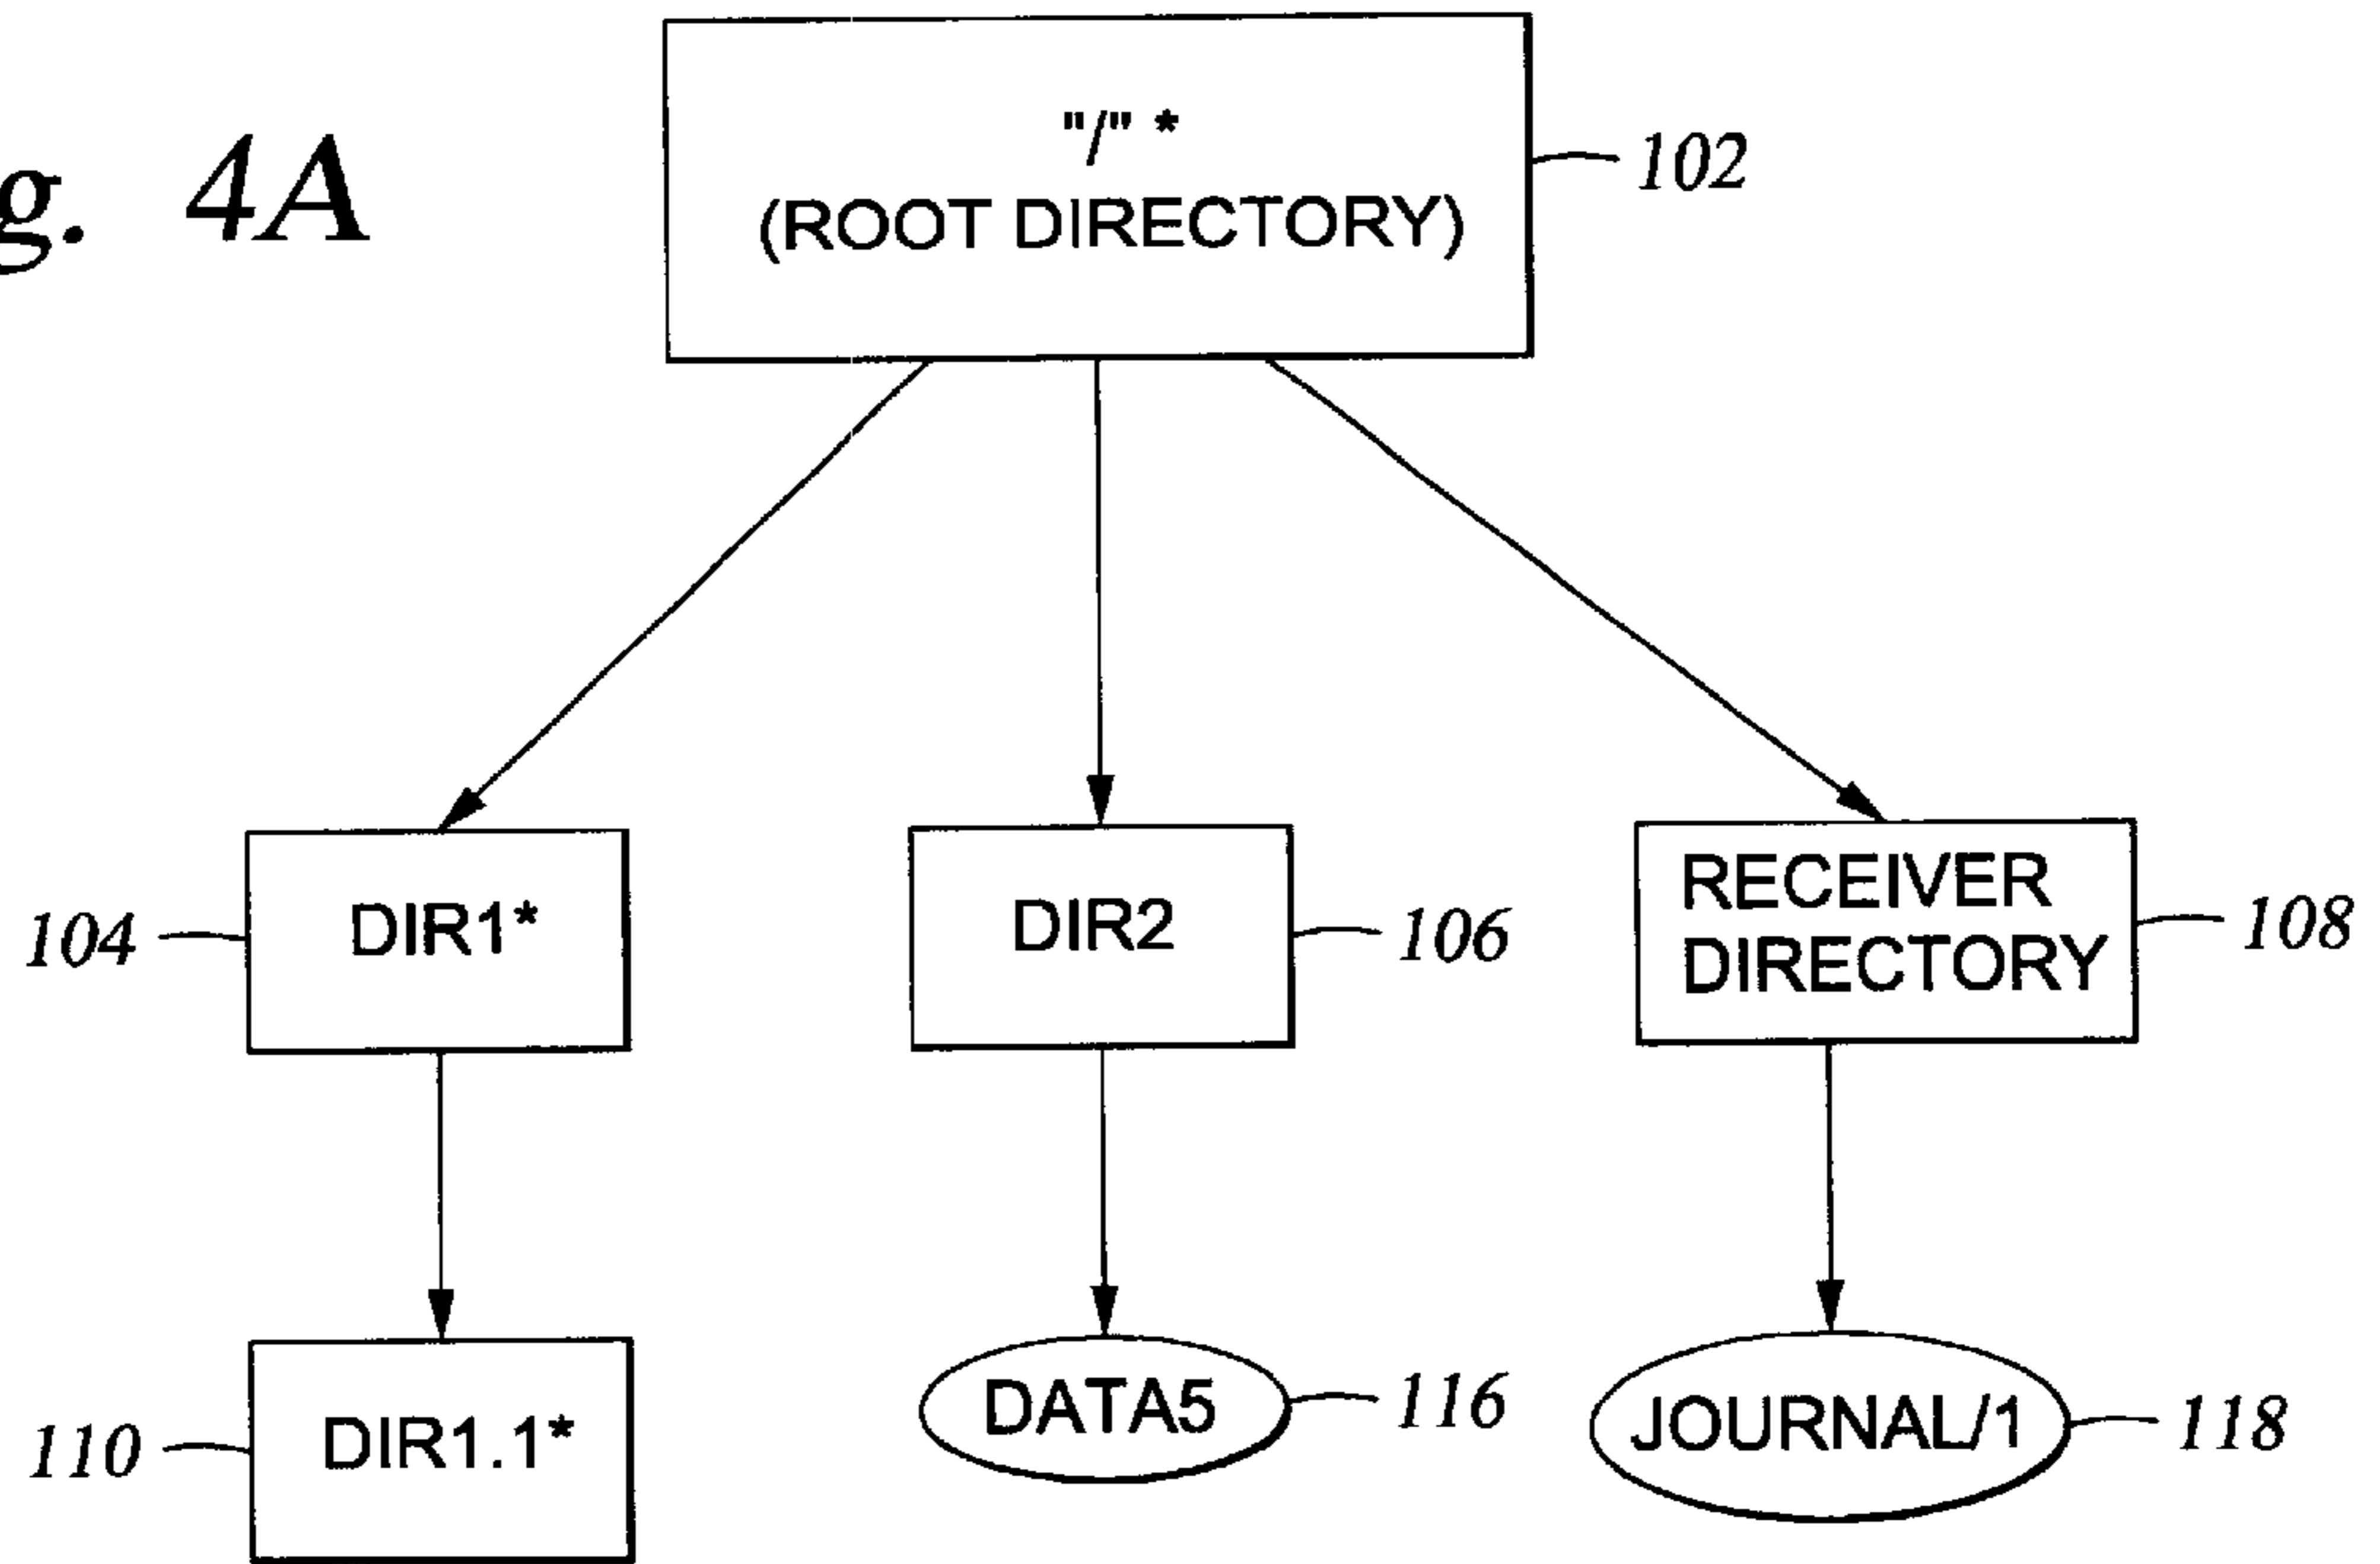 g. 4A
"/" *
(ROOT DIRECTORY)
102
104
DIR1*
DIR2
106
RECEIVER
DIRECTORY
108
110
DIR1.1*
DATA5
116
JOURNAL/1
118